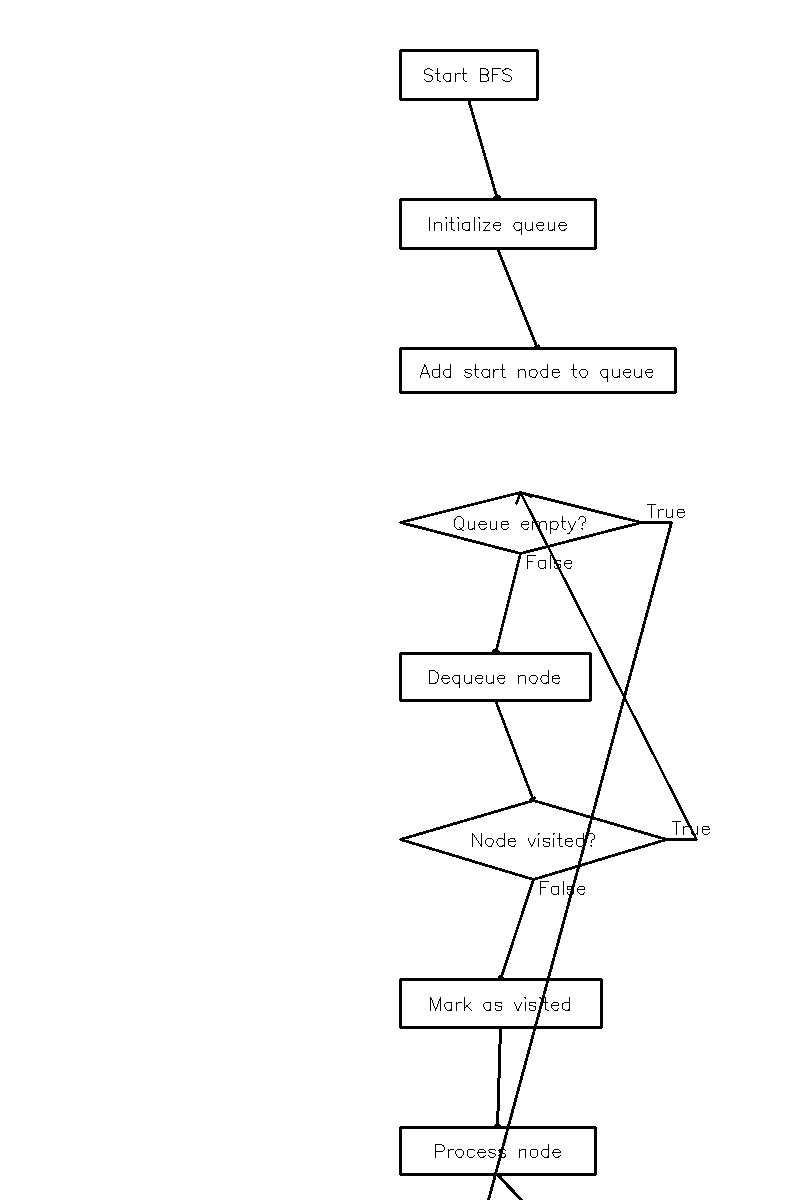 Start BFS
Initialize queue
Add start node to queue
True
Queue empty?
False
Dequeue node
True
Node visited?
False
Mark as visited
Process node